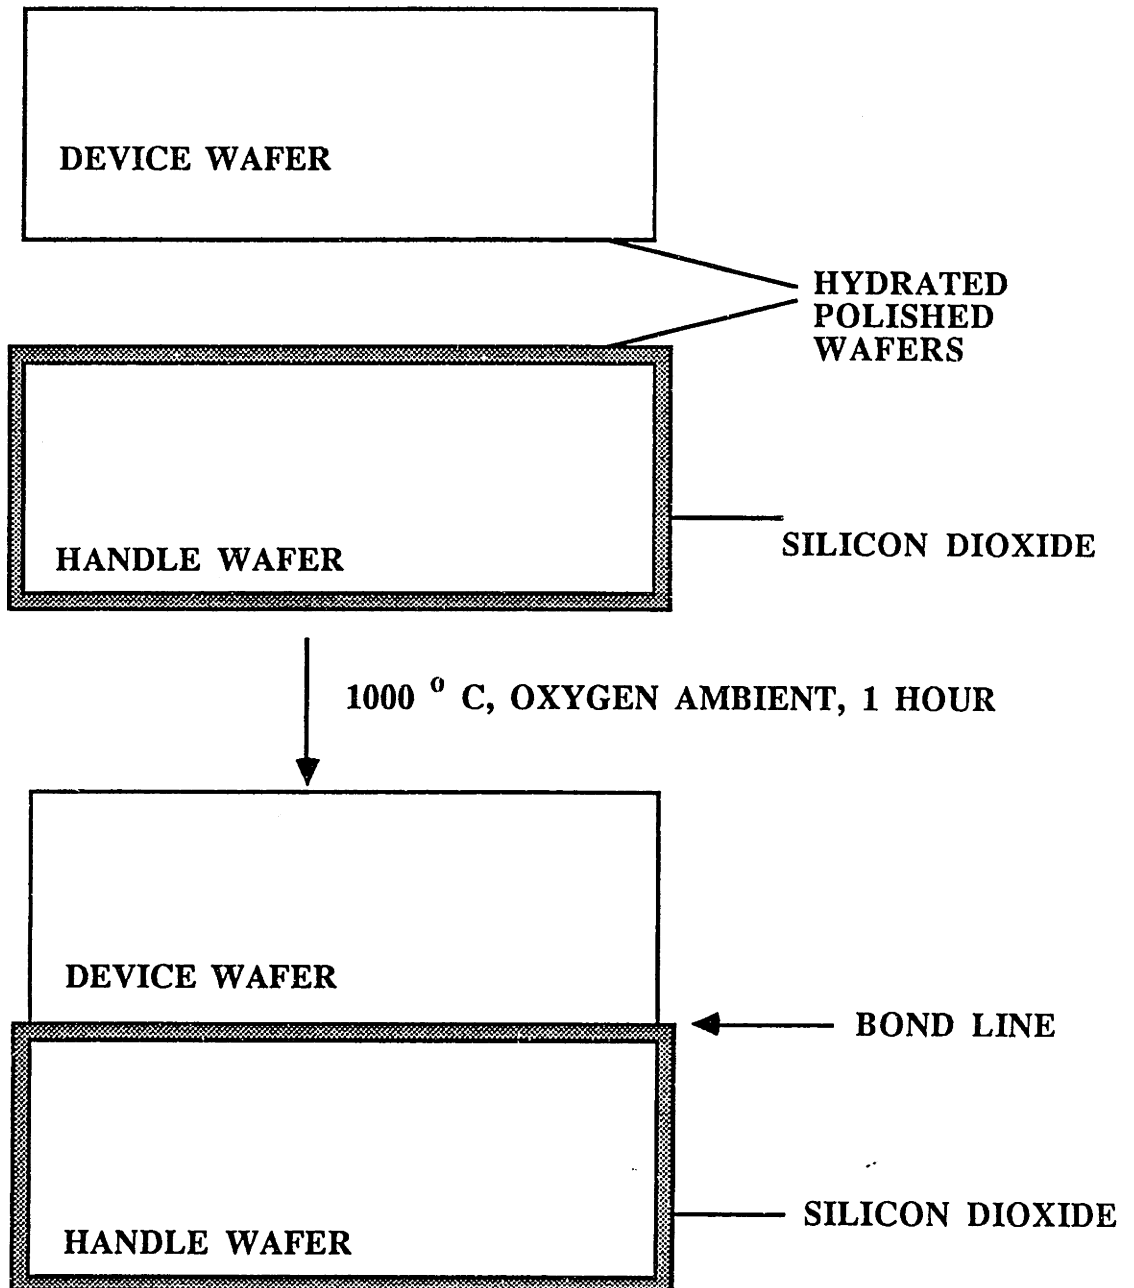 DEVICE WAFER
HYDRATED
POLISHED
WAFERS
SILICON DIOXIDE
HANDLE WAFER
1000 ° C, OXYGEN AMBIENT, 1 HOUR
DEVICE WAFER
BOND LINE
SILICON DIOXIDE
HANDLE WAFER